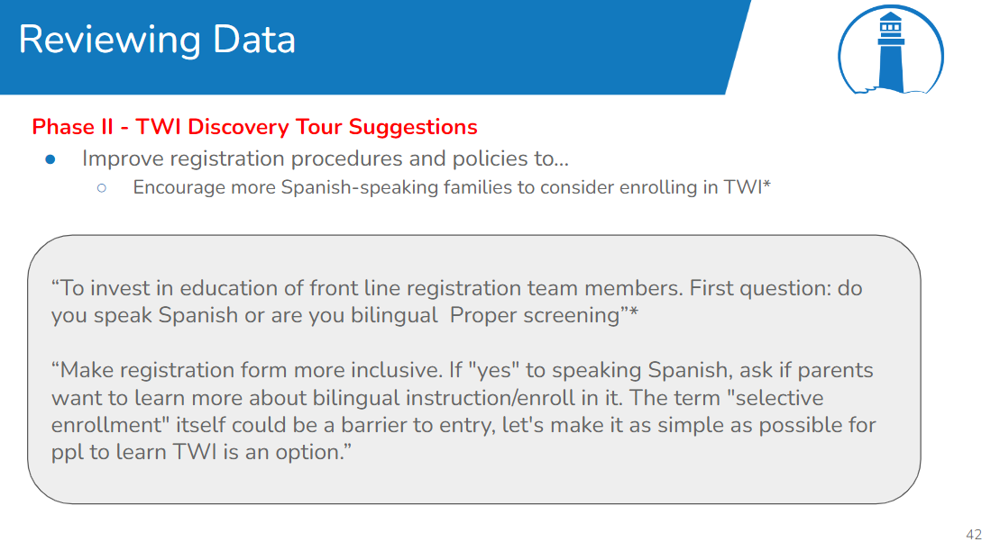 Reviewing Data
Phase II - TWI Discovery Tour Suggestions
● Improve registration procedures and policies to...
○ Encourage more Spanish-speaking families to consider enrolling in TWI*
“To invest in education of front line registration team members. First question: do
you speak Spanish or are you bilingual  Proper screening”*
“Make registration form more inclusive. If "yes" to speaking Spanish, ask if parents
want to learn more about bilingual instruction/enroll in it. The term "selective
enrollment" itself could be a barrier to entry, let's make it as simple as possible for
ppl to learn TWI is an option.”
42